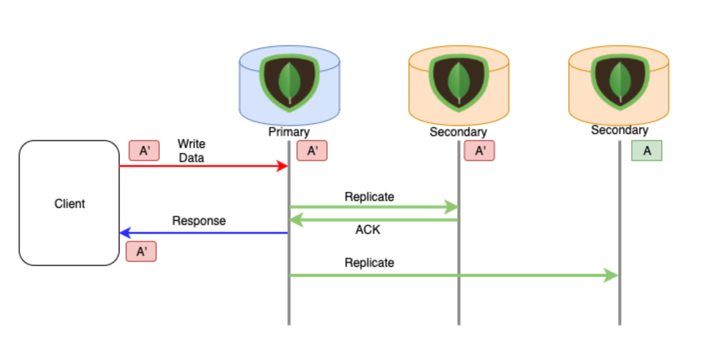 Primary
Secondary
Secondary
A'
Write
Data
A'
A'
A
Client
Replicate
Response
ACK
A'
Replicate